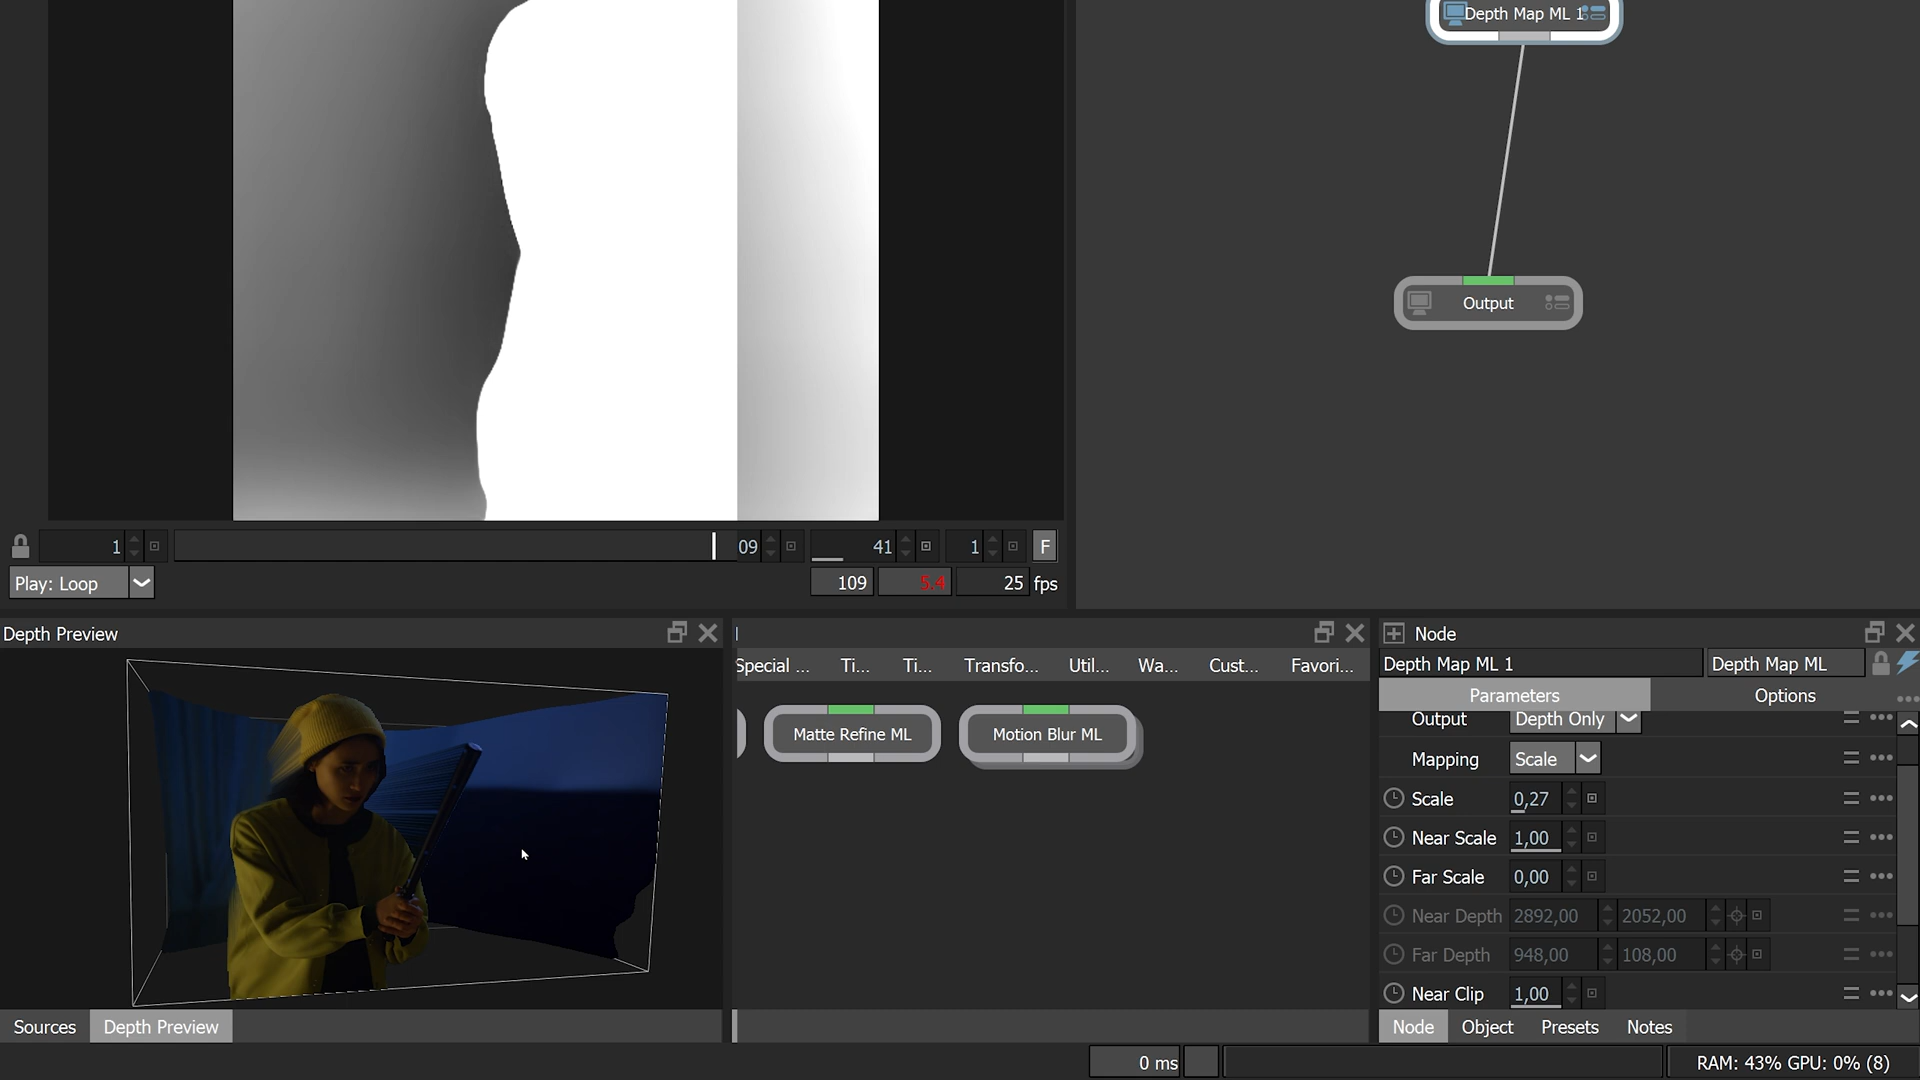 Depth Map ML 1
Output
1
09
41
1
F
Play: Loop
109
5.4
25 fps
Depth Preview
Special ...
Ti...
Ti...
Transfo...
Util...
Wa...
Cust...
Favori...
Matte Refine ML
Motion Blur ML
Sources
Depth Preview
Node
Depth Map ML 1
Depth Map ML
Parameters
Options
Output
Depth Only
Mapping
Scale
Scale
0,27
Near Scale
1,00
Far Scale
0,00
Near Depth
2892,00
2052,00
Far Depth
948,00
108,00
Near Clip
1,00
Node
Object
Presets
Notes
0 ms
RAM: 43% GPU: 0% (8)